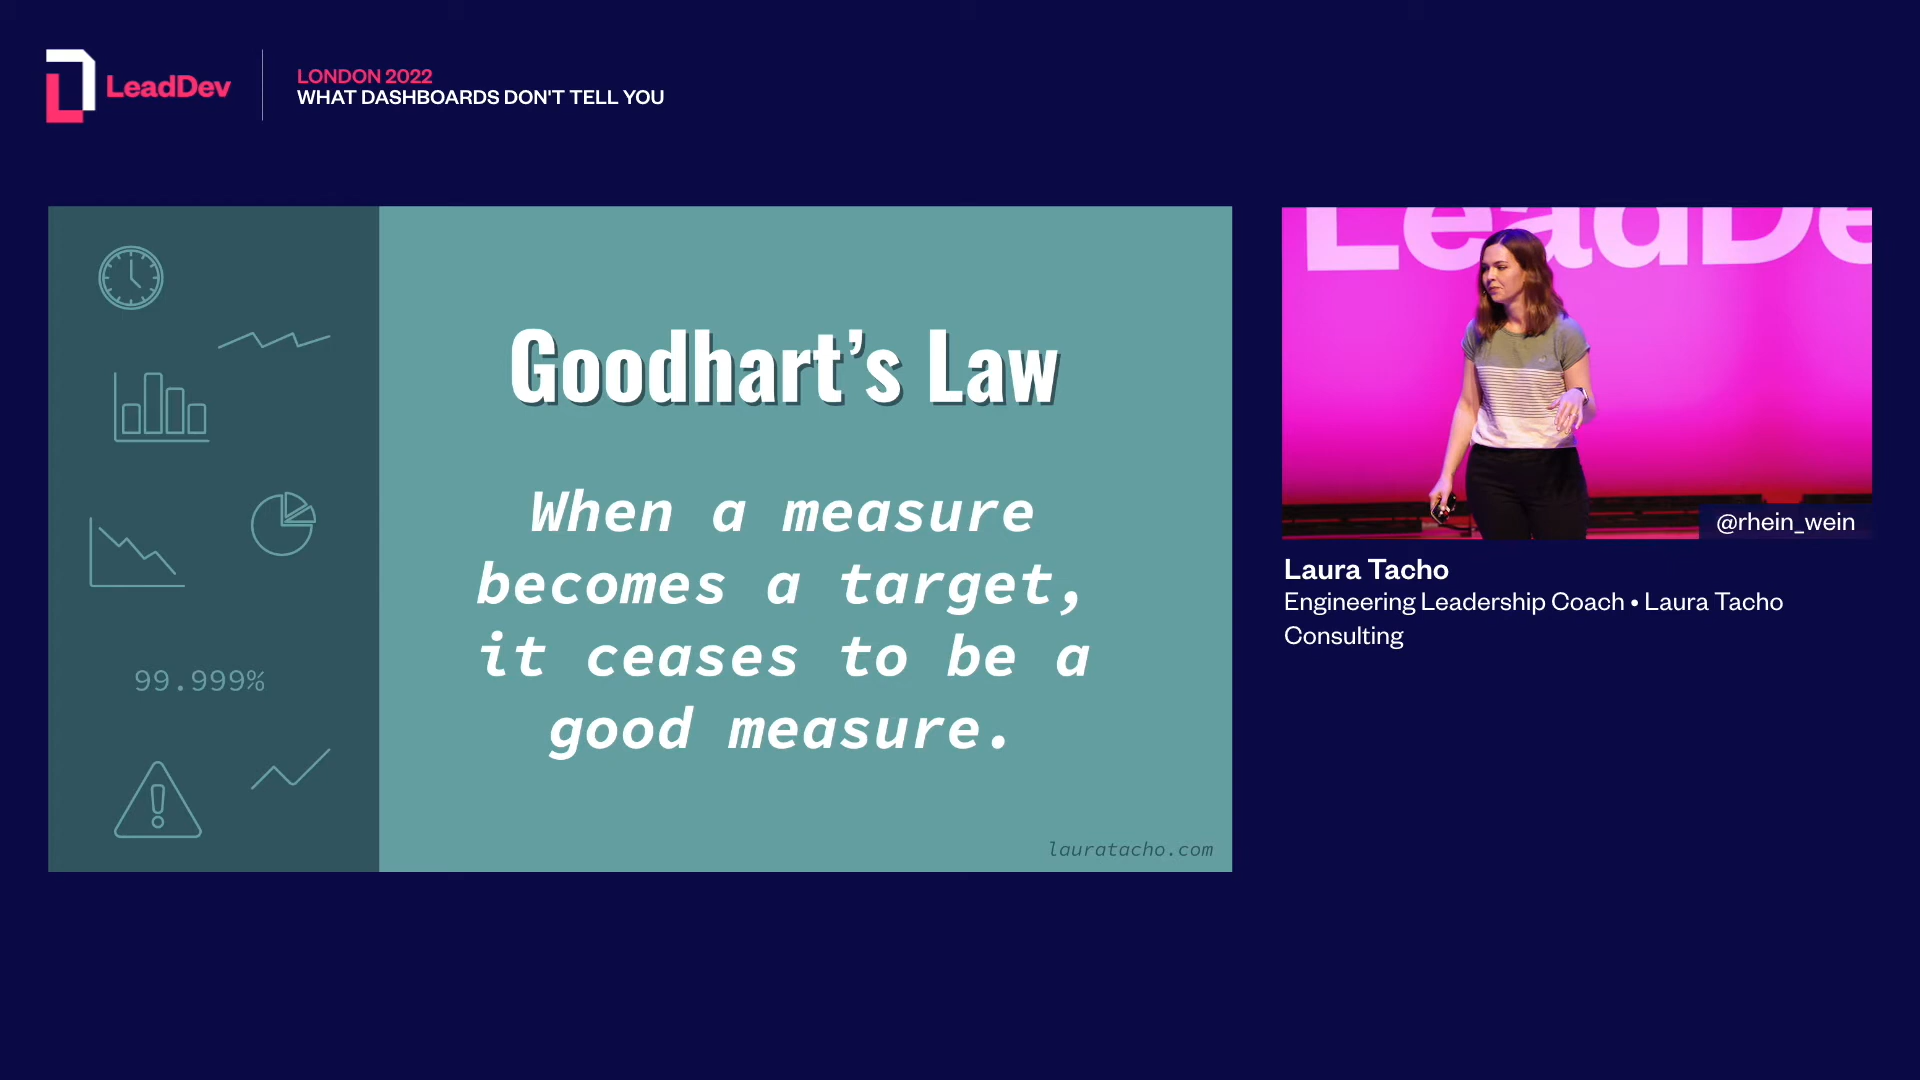 LeadDev
LONDON 2022
WHAT DASHBOARDS DON'T TELL YOU
Goodhart’s Law
When a measure
becomes a target,
it ceases to be a
good measure.
99.999%
lauratacho.com
LeadDe
@rhein_wein
Laura Tacho
Engineering Leadership Coach • Laura Tacho
Consulting